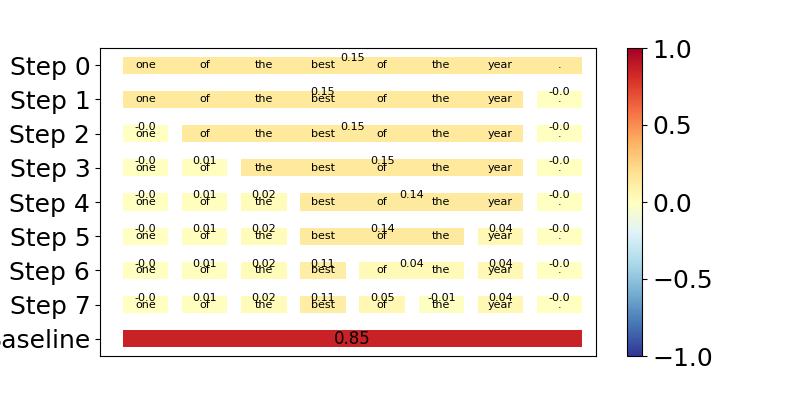 0.15
Step 0 one of the best of the year .
0.15 -0.0
Step 1 one of the best of the year .
-0.0 0.15 -0.0
Step 2 one of the best of the year .
-0.0 0.01 0.15 -0.0
Step 3 one of the best of the year .
-0.0 0.01 0.02 0.14 -0.0
Step 4 one of the best of the year .
-0.0 0.01 0.02 0.14 0.04 -0.0
Step 5 one of the best of the year .
-0.0 0.01 0.02 0.11 0.04 0.04 -0.0
Step 6 one of the best of the year .
-0.0 0.01 0.02 0.11 0.05 -0.01 0.04 -0.0
Step 7 one of the best of the year .
aseline 0.85
1.0
0.5
0.0
−0.5
−1.0